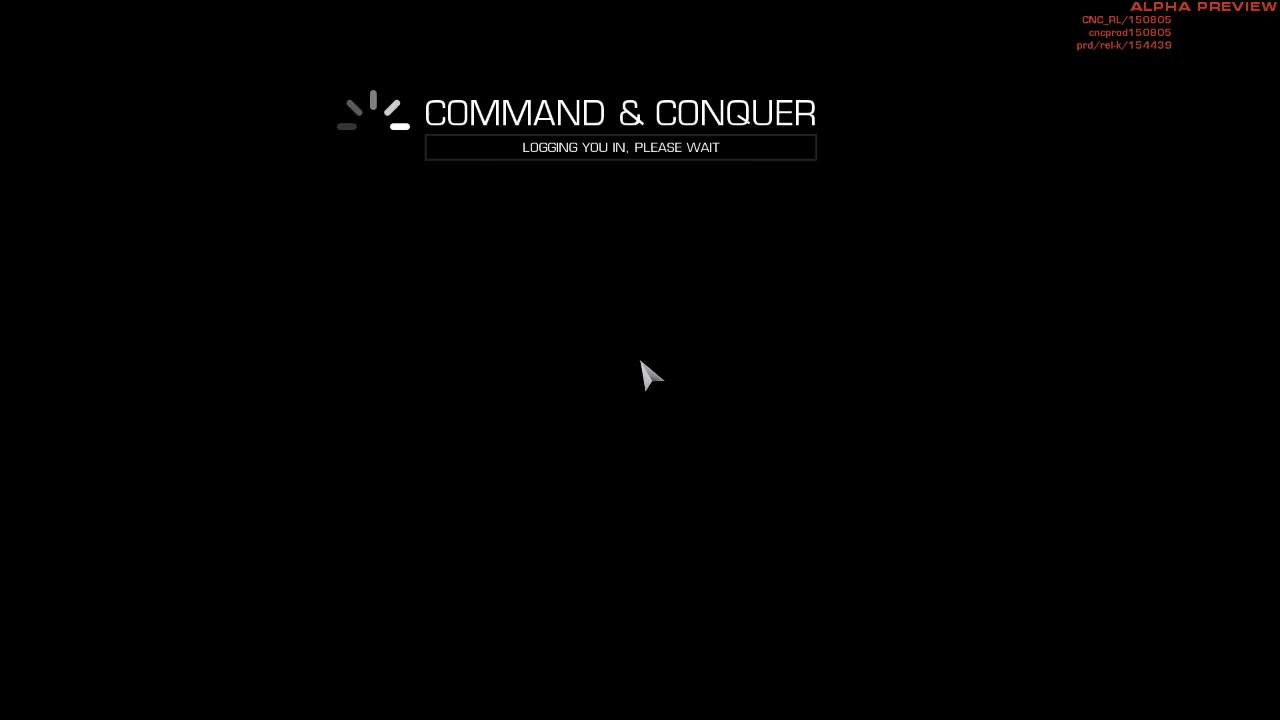 ALPHA PREVIEW
CNC_RL/150805
cncprod150805
prd/rel-k/154439
COMMAND & CONQUER
LOGGING YOU IN, PLEASE WAIT